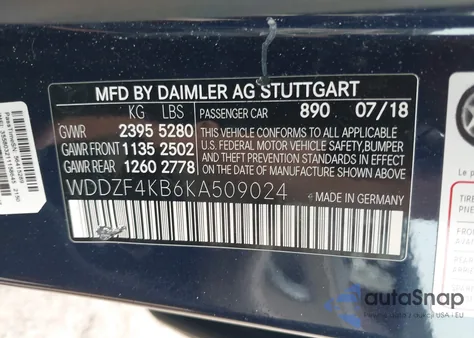 MFD BY DAIMLER AG STUTTGART
KG LBS PASSENGER CAR 890 07/18
GVWR 2395 5280 THIS VEHICLE CONFORMS TO ALL APPLICABLE
GAWR FRONT 1135 2502 U.S.FEDERAL MOTOR VEHICLE SAFETY,BUMPER
GAWR REAR 1260 2778 AND THEFT PREVENTION STANDARDS IN EFFECT
ON THE DATE OF MANUFACTURE SHOWN ABOVE.
WDDZF4KB6KA509024
MADE IN GERMANY
Le p
autaSnap